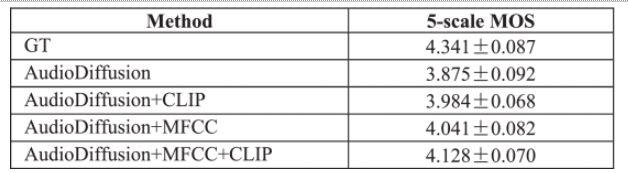 Method 5-scale MOS
GT 4.341±0.087
AudioDiffusion 3.875±0.092
AudioDiffusion+CLIP 3.984±0.068
AudioDiffusion+MFCC 4.041±0.082
AudioDiffusion+MFCC+CLIP 4.128±0.070